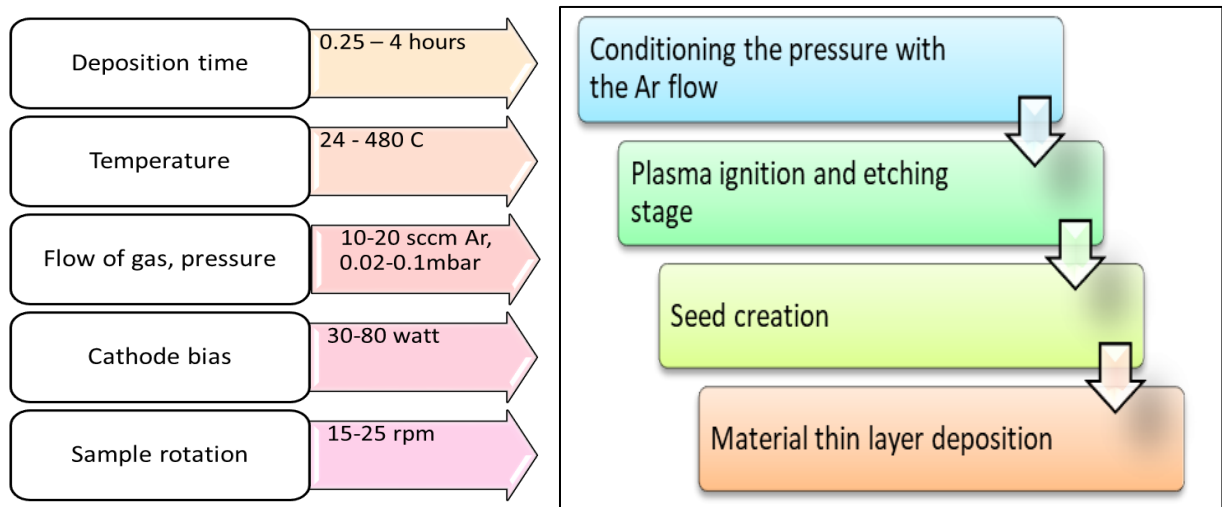 Deposition time
0.25 – 4 hours
Temperature
24 - 480 C
Flow of gas, pressure
10-20 sccm Ar,
0.02-0.1mbar
Cathode bias
30-80 watt
Sample rotation
15-25 rpm
Conditioning the pressure with
the Ar flow
Plasma ignition and etching
stage
Seed creation
Material thin layer deposition